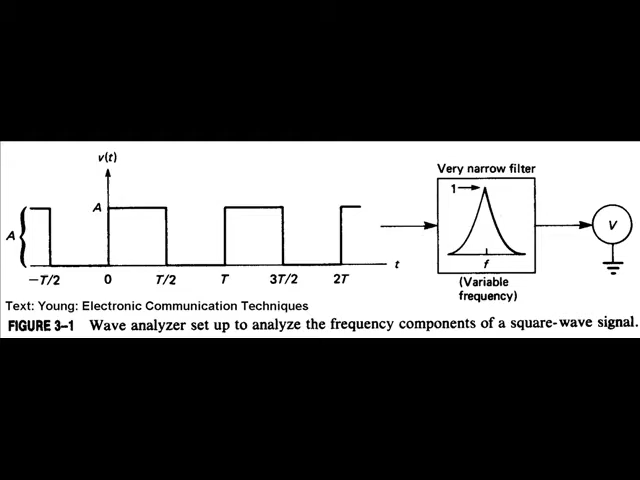 v(t)
A
A
−T/2 0 T/2 T 3T/2 2T t
Very narrow filter
1
f
(Variable
frequency)
V
Text: Young: Electronic Communication Techniques
FIGURE 3–1 Wave analyzer set up to analyze the frequency components of a square-wave signal.